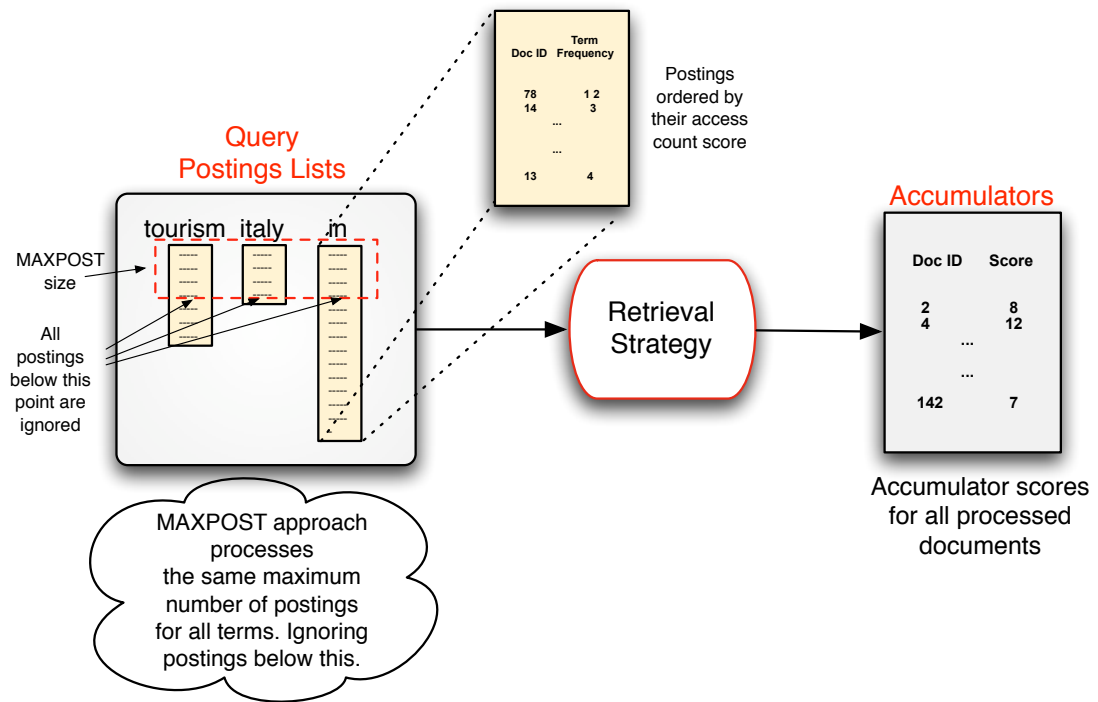 Query
Postings Lists
tourism italy in
MAXPOST
size
All
postings
below this
point are
ignored
Doc ID Term
Frequency
78 1 2
14 3
...
...
13 4
Postings
ordered by
their access
count score
Retrieval
Strategy
Accumulators
Doc ID Score
2 8
4 12
...
...
142 7
Accumulator scores
for all processed
documents
MAXPOST approach
processes
the same maximum
number of postings
for all terms. Ignoring
postings below this.